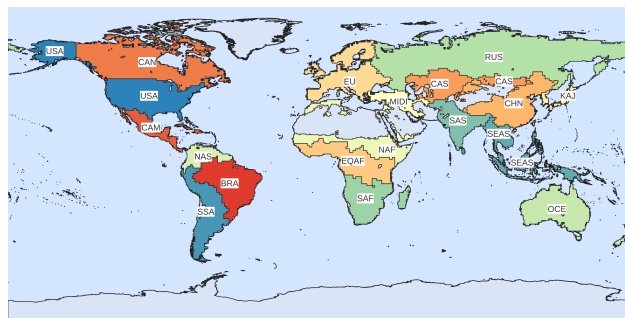 USA
RUS
CAN
EU
CAS
CAS
USA
KAJ
MIDE
CHN
CAM
SAS
SEAS
NAF
NAS
EQAF
SEAS
BRA
SAF
SSA
OCE